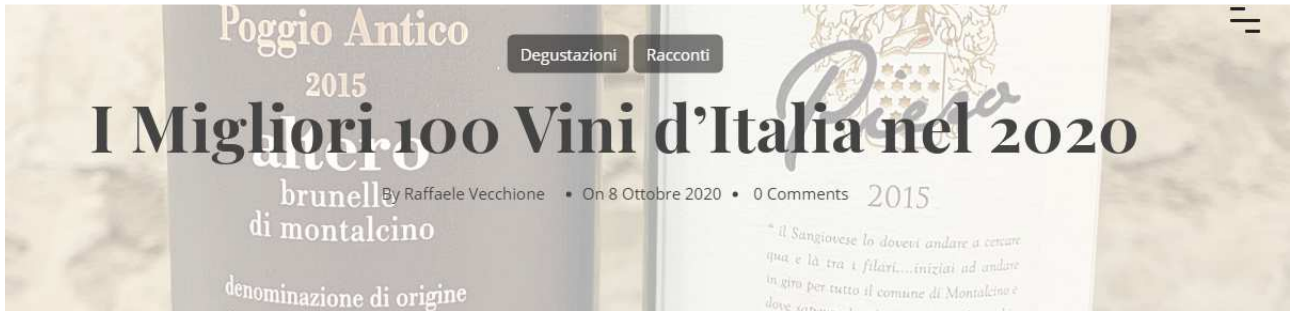 Poggio Antico
Degustazioni
Racconti
2015
altero
Piero
I Migliori 100 Vini d’Italia nel 2020
brunello
By Raffaele Vecchione • On 8 Ottobre 2020 • 0 Comments
2015
di montalcino
" il Sangiovese lo dovevi andare a cercare
qua e là tra i filari....iniziai ad andare
denominazione di origine
in giro per tutto il comune di Montalcino e
dove